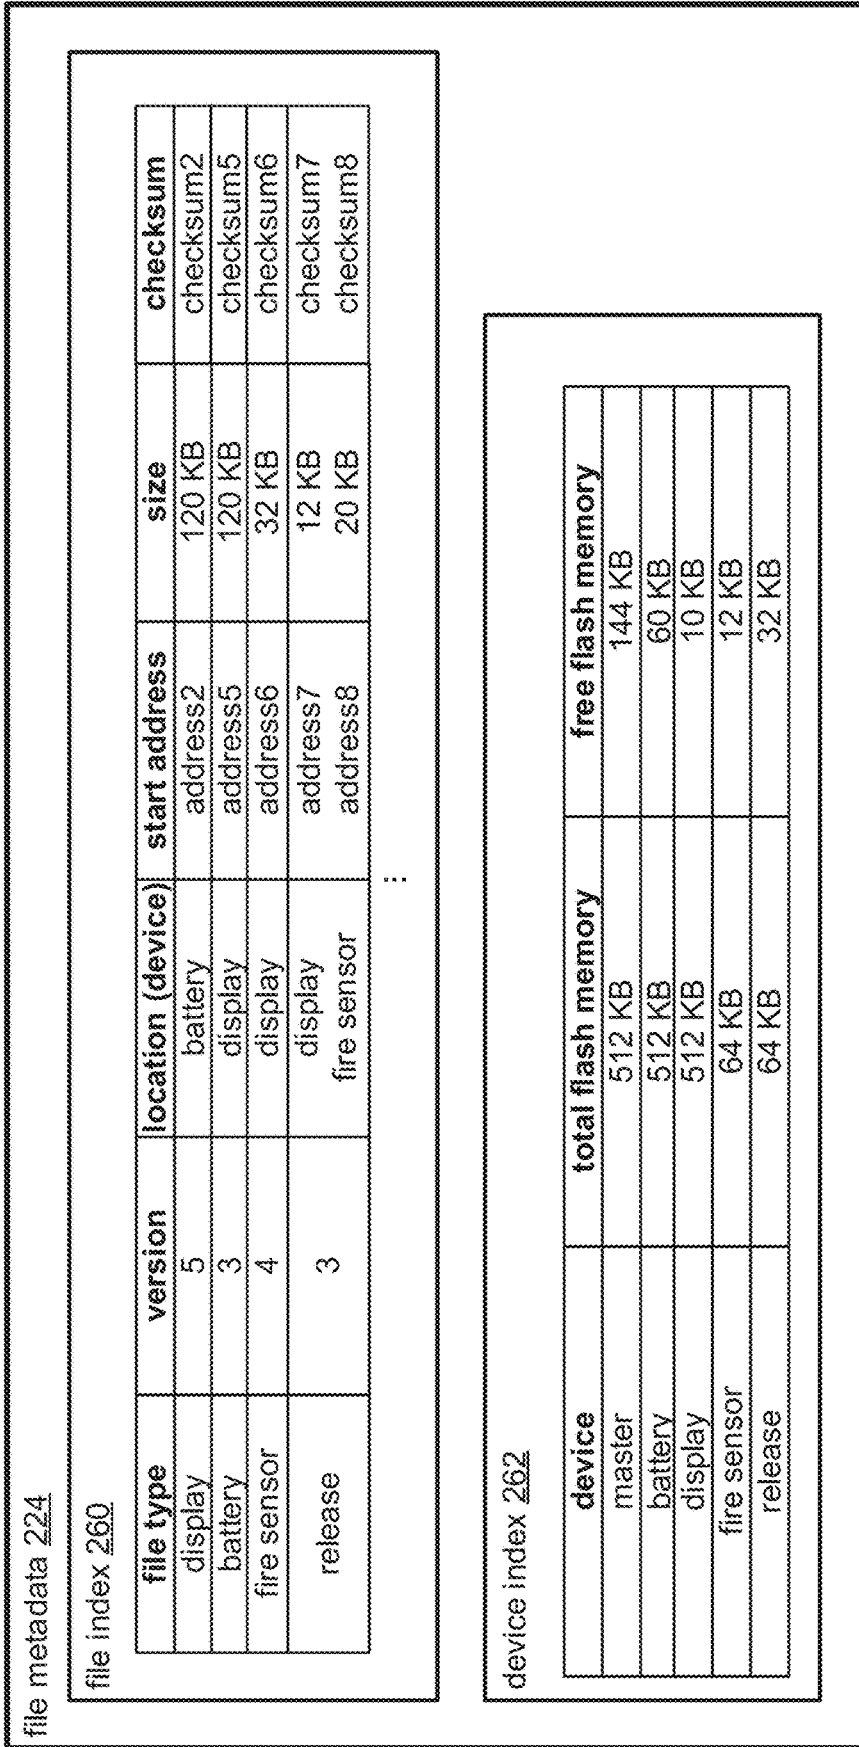 file metadata 224
file index 260
file type version location (device) start address size checksum
display 5 battery address2 120 KB checksum2
battery 3 display address5 120 KB checksum5
fire sensor 4 display address6 32 KB checksum6
release 3 display address7 12 KB checksum7
fire sensor address8 20 KB checksum8
...
device index 262
device total flash memory free flash memory
master 512 KB 144 KB
battery 512 KB 60 KB
display 512 KB 10 KB
fire sensor 64 KB 12 KB
release 64 KB 32 KB